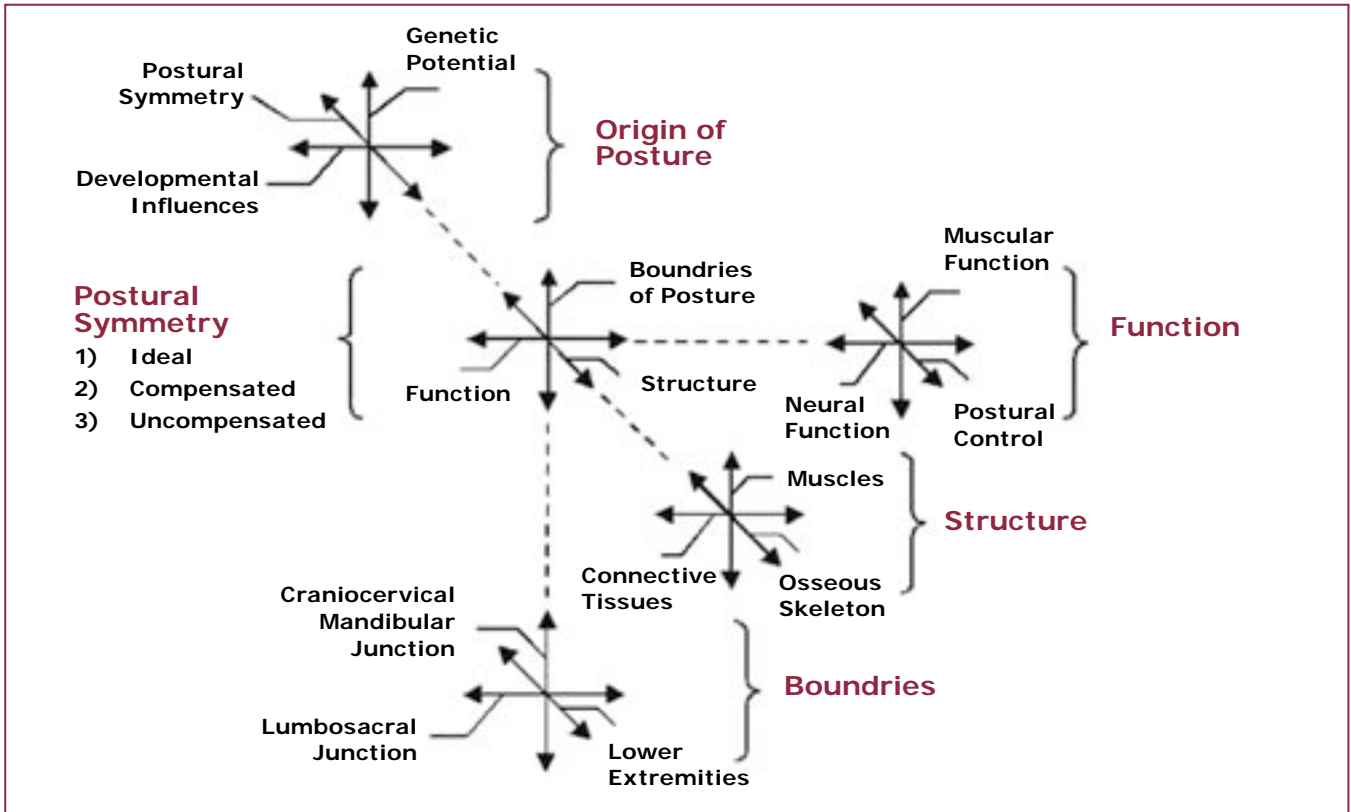 Genetic
Potential
Postural
Symmetry
Developmental
Influences
Origin of
Posture
Postural
Symmetry
1) Ideal
2) Compensated
3) Uncompensated
Boundries
of Posture
Function
Structure
Muscular
Function
Neural
Function
Postural
Control
Function
Muscles
Connective
Tissues
Osseous
Skeleton
Structure
Craniocervical
Mandibular
Junction
Lumbosacral
Junction
Lower
Extremities
Boundries